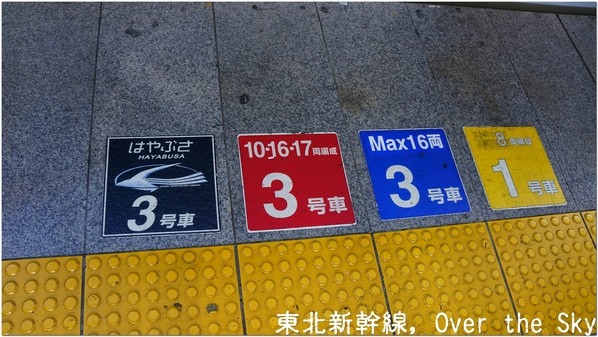 はやぶさ
HAYABUSA
3号車
10・16・17両編成
3号車
Max16両
3号車
8両編成
1号車
東北新幹線, Over the Sky